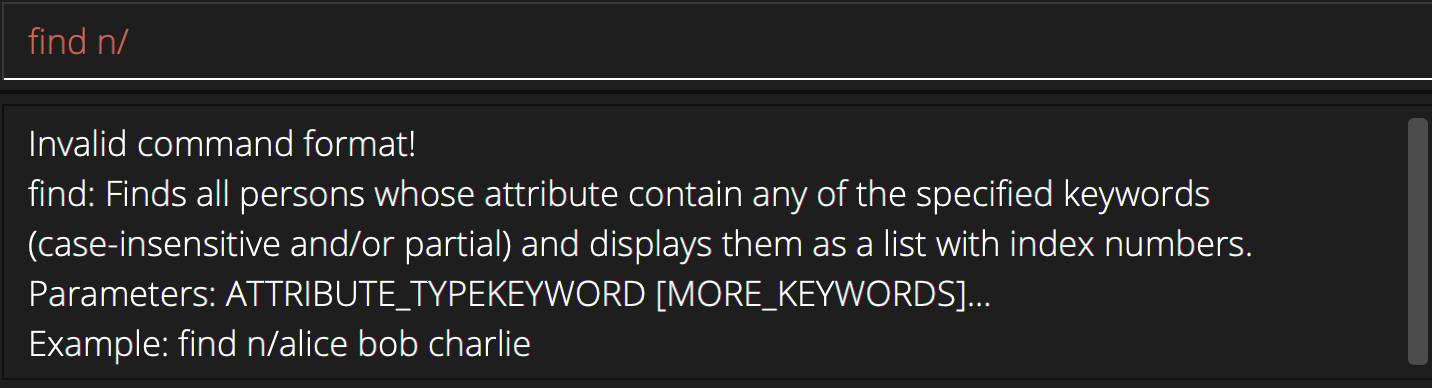 find n/
Invalid command format!
find: Finds all persons whose attribute contain any of the specified keywords
(case-insensitive and/or partial) and displays them as a list with index numbers.
Parameters: ATTRIBUTE_TYPEKEYWORD [MORE_KEYWORDS]...
Example: find n/alice bob charlie